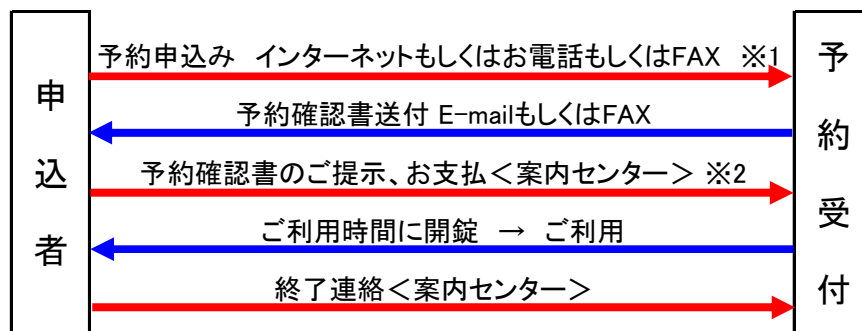 申込者
予約申込み インターネットもしくはお電話もしくはFAX ※1
予約確認書送付 E-mailもしくはFAX
予約確認書のご提示、お支払＜案内センター＞ ※2
ご利用時間に開錠 → ご利用
終了連絡＜案内センター＞
予約受付